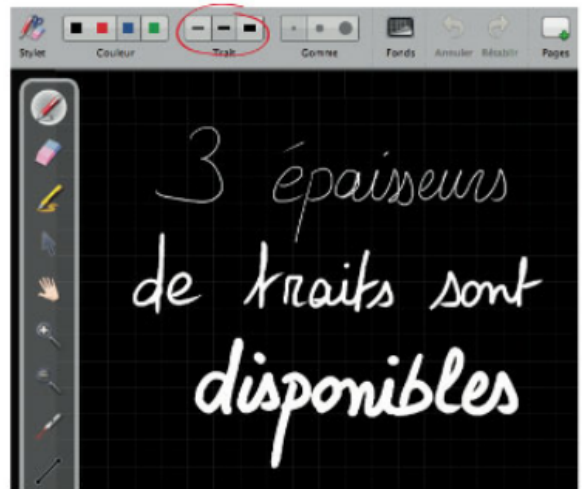 Stylet Couleur Trait Gomme Fonds Annuler Rétablir Pages
3 épaisseurs
de traits sont
disponibles